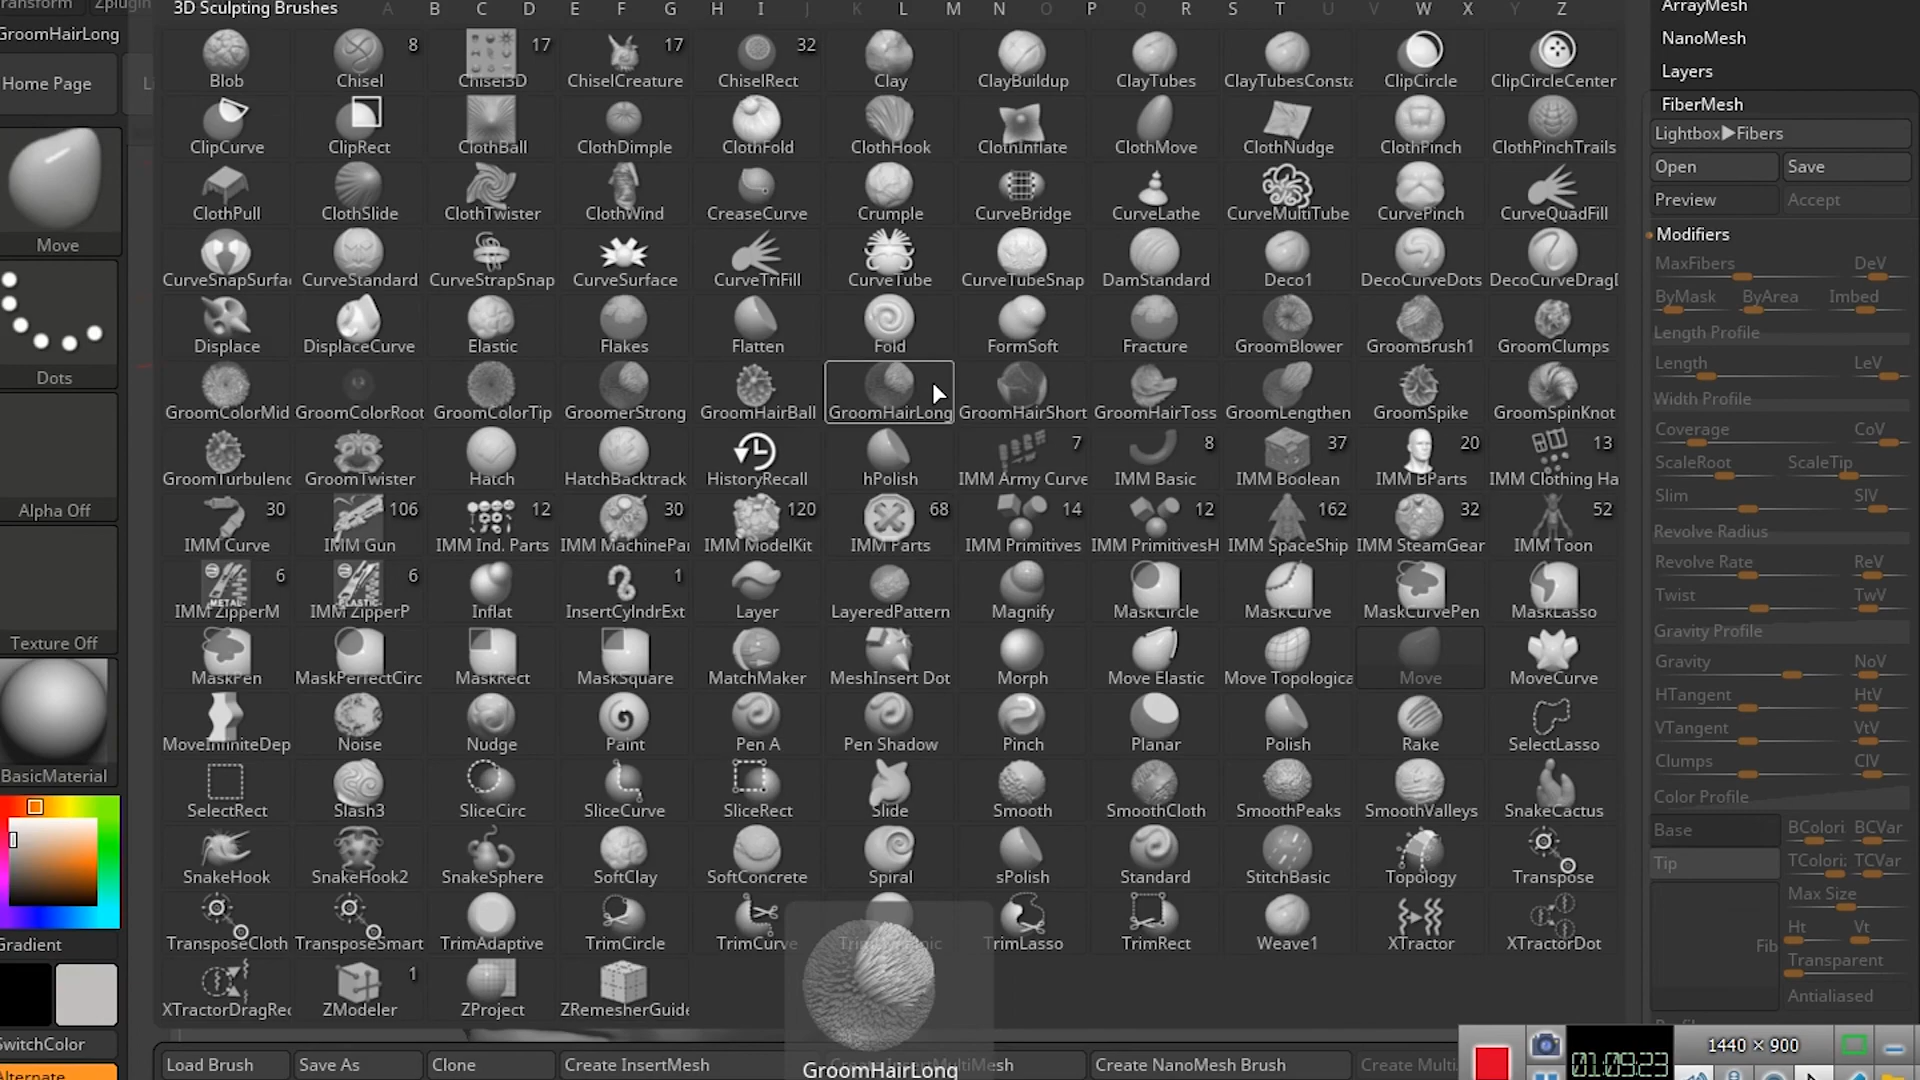 ransform Zplugin
3D Sculpting Brushes
A B C D E F G H I J K L M N O P Q R S T U V W X Y Z
GroomHairLong
Home Page
Li
Move
Dots
Alpha Off
Texture Off
BasicMaterial
Gradient
SwitchColor
Alternate
Blob
Chisel 8
Chisel3D 17
ChiselCreature 17
ChiselRect 32
Clay
ClayBuildup
ClayTubes
ClayTubesConsta
ClipCircle
ClipCircleCenter
ClipCurve
ClipRect
ClothBall
ClothDimple
ClothFold
ClothHook
ClothInflate
ClothMove
ClothNudge
ClothPinch
ClothPinchTrails
ClothPull
ClothSlide
ClothTwister
ClothWind
CreaseCurve
Crumple
CurveBridge
CurveLathe
CurveMultiTube
CurvePinch
CurveQuadFill
CurveSnapSurfa
CurveStandard
CurveStrapSnap
CurveSurface
CurveTriFill
CurveTube
CurveTubeSnap
DamStandard
Deco1
DecoCurveDots
DecoCurveDrag
Displace
DisplaceCurve
Elastic
Flakes
Flatten
Fold
FormSoft
Fracture
GroomBlower
GroomBrush1
GroomClumps
GroomColorMid
GroomColorRoot
GroomColorTip
GroomerStrong
GroomHairBall
GroomHairLong
GroomHairShort
GroomHairToss
GroomLengthen
GroomSpike
GroomSpinKnot
GroomTurbulenc
GroomTwister
Hatch
HatchBacktrack
HistoryRecall
hPolish
IMM Army Curve 7
IMM Basic 8
IMM Boolean 37
IMM BParts 20
IMM Clothing Ha 13
IMM Curve 30
IMM Gun 106
IMM Ind. Parts 12
IMM MachinePar 30
IMM ModelKit 120
IMM Parts 68
IMM Primitives 14
IMM PrimitivesH 12
IMM SpaceShip 162
IMM SteamGear 32
IMM Toon 52
IMM ZipperM 6
IMM ZipperP 6
Inflat
InsertCylndrExt 1
Layer
LayeredPattern
Magnify
MaskCircle
MaskCurve
MaskCurvePen
MaskLasso
MaskPen
MaskPerfectCirc
MaskRect
MaskSquare
MatchMaker
MeshInsert Dot
Morph
Move Elastic
Move Topologica
Move
MoveCurve
MoveInfiniteDep
Noise
Nudge
Paint
Pen A
Pen Shadow
Pinch
Planar
Polish
Rake
SelectLasso
SelectRect
Slash3
SliceCirc
SliceCurve
SliceRect
Slide
Smooth
SmoothCloth
SmoothPeaks
SmoothValleys
SnakeCactus
SnakeHook
SnakeHook2
SnakeSphere
SoftClay
SoftConcrete
Spiral
sPolish
Standard
StitchBasic
Topology
Transpose
TransposeCloth
TransposeSmart
TrimAdaptive
TrimCircle
TrimCurve
TrimLasso
TrimRect
Weave1
XTractor
XTractorDot
XTractorDragRec
ZModeler 1
ZProject
ZRemesherGuide
Load Brush
Save As
Clone
Create InsertMesh
GroomHairLong
Create InsertMultiMesh
Create NanoMesh Brush
Create Multi
ArrayMesh
NanoMesh
Layers
FiberMesh
Lightbox▶Fibers
Open Save
Preview Accept
Modifiers
MaxFibers DeV
ByMask ByArea Imbed
Length Profile
Length LeV
Width Profile
Coverage CoV
ScaleRoot ScaleTip
Slim SlV
Revolve Radius
Revolve Rate ReV
Twist TwV
Gravity Profile
Gravity NoV
HTangent HtV
VTangent VtV
Clumps ClV
Color Profile
Base BColori BCVar
Tip TColori: TCVar
Max Size
Ht Vt
Fib
Transparent
Antialiased
1440 × 900
01:09:23